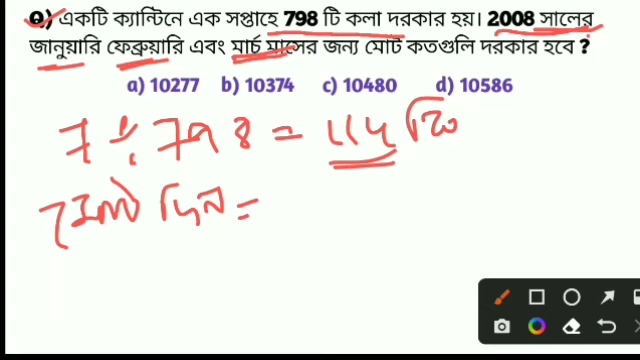 Q) একটি ক্যান্টিনে এক সপ্তাহে 798 টি কলা দরকার হয়। 2008 সালের
জানুয়ারি ফেব্রুয়ারি এবং মার্চ মাসের জন্য মোট কতগুলি দরকার হবে ?
a) 10277 b) 10374 c) 10480 d) 10586
7 ÷ 798 = 114 টি
মোট দিন =